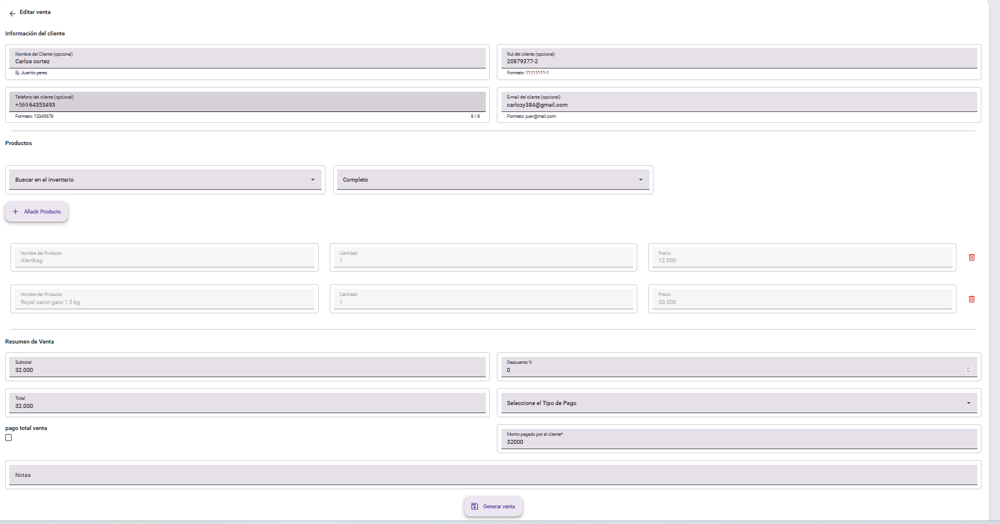 Editar venta
Información del cliente
Nombre del Cliente (opcional)
Carlos cortez
Ej: Juanito perez
Rut del cliente (opcional)
20879377-2
Formato: 11111111-1
Telefono del cliente (opcional)
+569 64353493
Formato: 12345678
8 / 8
E-mail del cliente (opcional)
carlozy384@gmail.com
Formato: juan@mail.com
Productos
Buscar en el inventario
Completo
Añadir Producto
Nombre del Producto
Alerdrag
Cantidad
1
Precio
12.000
Nombre del Producto
Royal canin gato 1,5 kg
Cantidad
1
Precio
20.000
Resumen de Venta
Subtotal
32.000
Descuento %
0
Total
32.000
Seleccione el Tipo de Pago
pago total venta
Monto pagado por el cliente*
32000
Notas
Generar venta